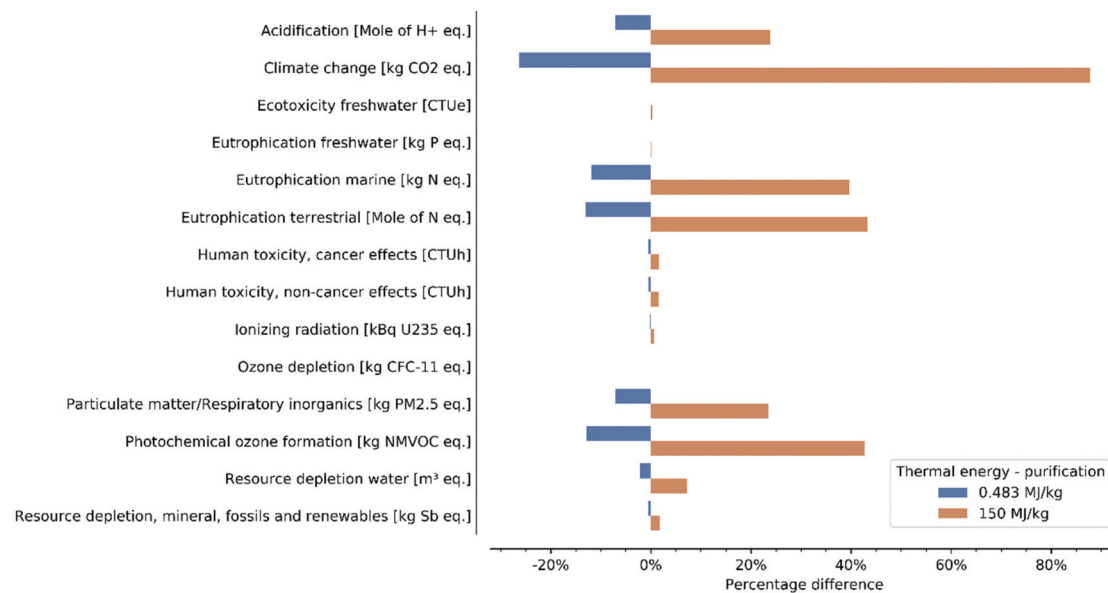 Acidification [Mole of H+ eq.]
Climate change [kg CO2 eq.]
Ecotoxicity freshwater [CTUe]
Eutrophication freshwater [kg P eq.]
Eutrophication marine [kg N eq.]
Eutrophication terrestrial [Mole of N eq.]
Human toxicity, cancer effects [CTUh]
Human toxicity, non-cancer effects [CTUh]
Ionizing radiation [kBq U235 eq.]
Ozone depletion [kg CFC-11 eq.]
Particulate matter/Respiratory inorganics [kg PM2.5 eq.]
Photochemical ozone formation [kg NMVOC eq.]
Resource depletion water [m³ eq.]
Resource depletion, mineral, fossils and renewables [kg Sb eq.]
Thermal energy - purification
0.483 MJ/kg
150 MJ/kg
-20% 0% 20% 40% 60% 80%
Percentage difference